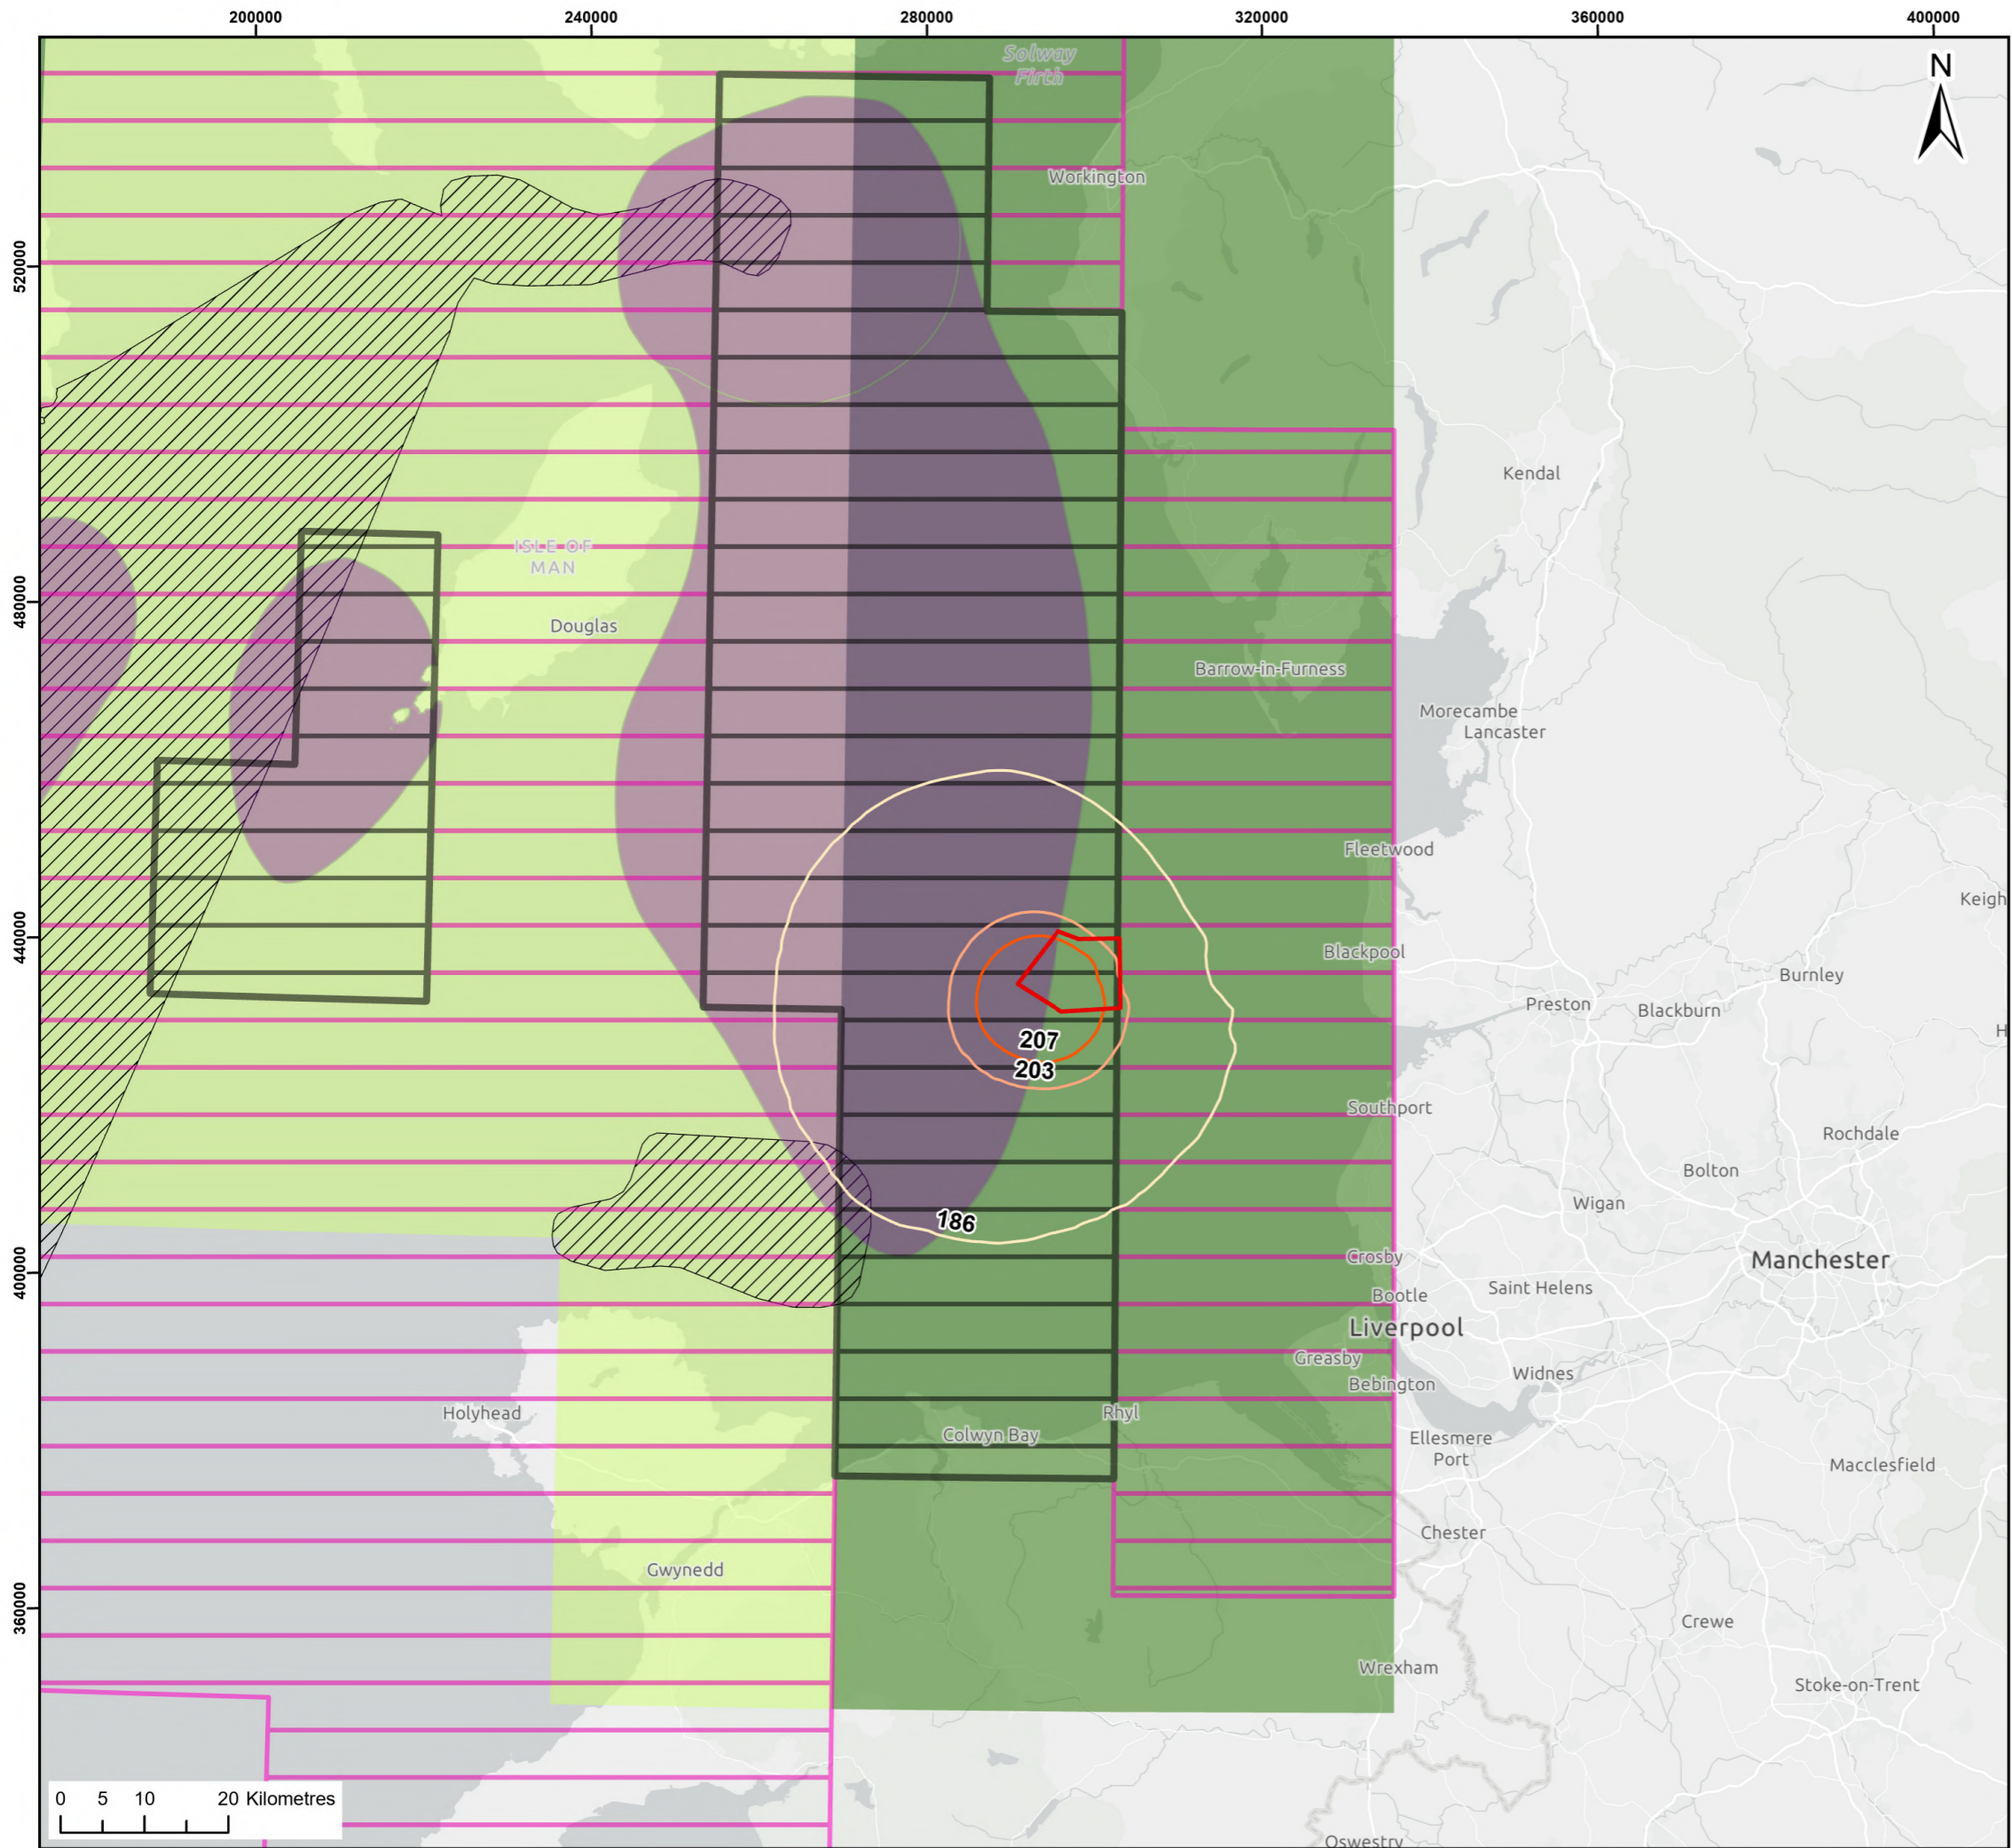 200000 240000 280000 320000 360000 400000
Solway
Firth
N
Workington
520000
Kendal
ISLE OF
MAN
480000
Douglas
Barrow-in-Furness
Morecambe
Lancaster
Fleetwood
Keigh
440000
Blackpool
Burnley
Preston
Blackburn
H
207
203
Southport
Rochdale
Bolton
Wigan
186
400000
Crosby
Manchester
Saint Helens
Bootle
Liverpool
Greasby
Widnes
Bebington
Holyhead
Rhyl
Colwyn Bay
Ellesmere
Port
Macclesfield
Chester
Gwynedd
360000
Crewe
Wrexham
Stoke-on-Trent
0 5 10 20 Kilometres
Oswestry